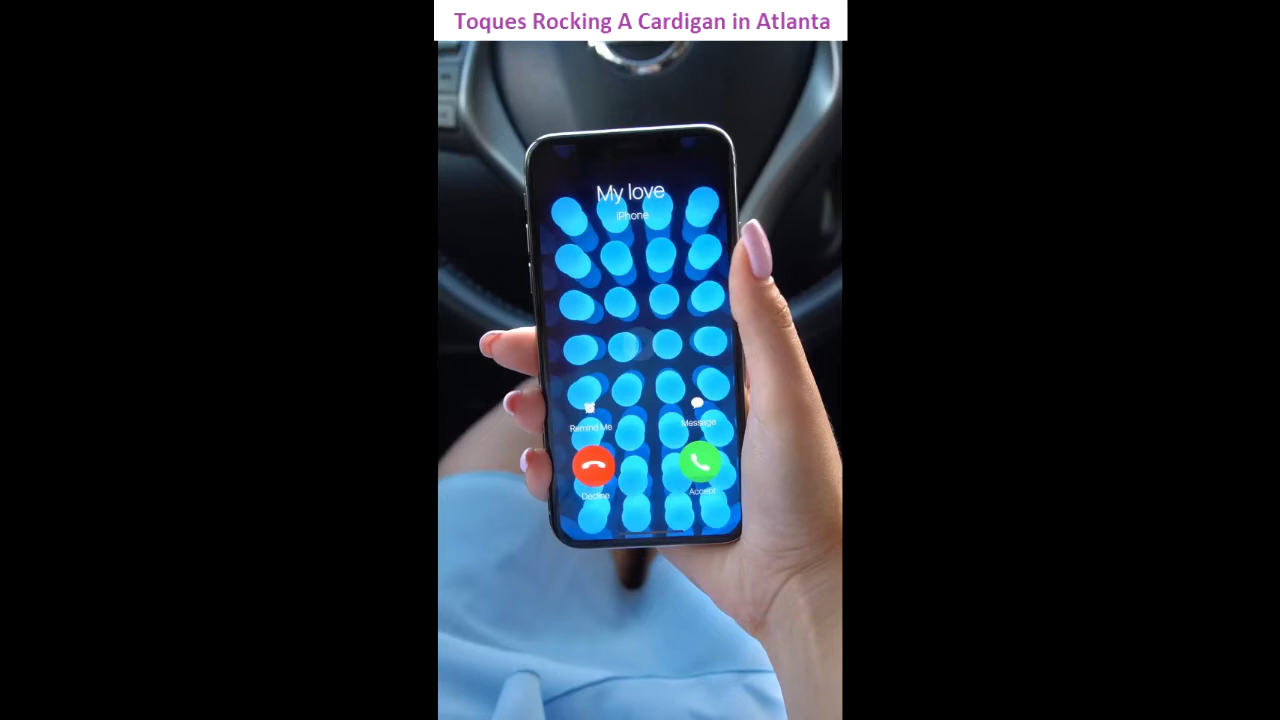 Toques Rocking A Cardigan in Atlanta
My love
iPhone
Remind Me
Message
Decline
Accept